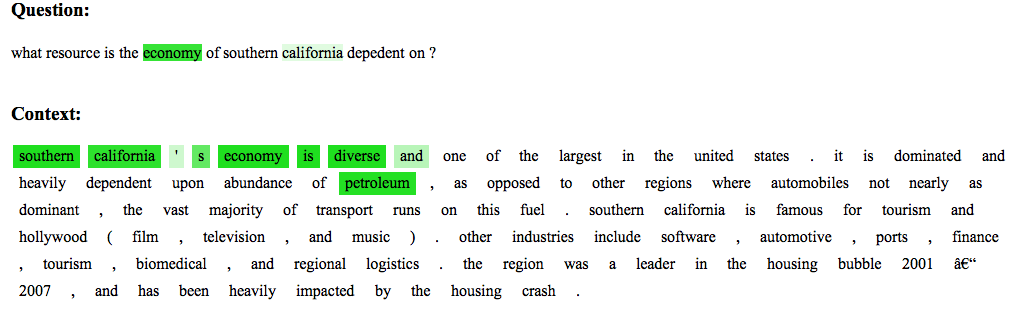 Question:
what resource is the economy of southern california depedent on ?
Context:
southern california ' s economy is diverse and one of the largest in the united states . it is dominated and
heavily dependent upon abundance of petroleum , as opposed to other regions where automobiles not nearly as
dominant , the vast majority of transport runs on this fuel . southern california is famous for tourism and
hollywood ( film , television , and music ) . other industries include software , automotive , ports , finance
, tourism , biomedical , and regional logistics . the region was a leader in the housing bubble 2001 â€“
2007 , and has been heavily impacted by the housing crash .